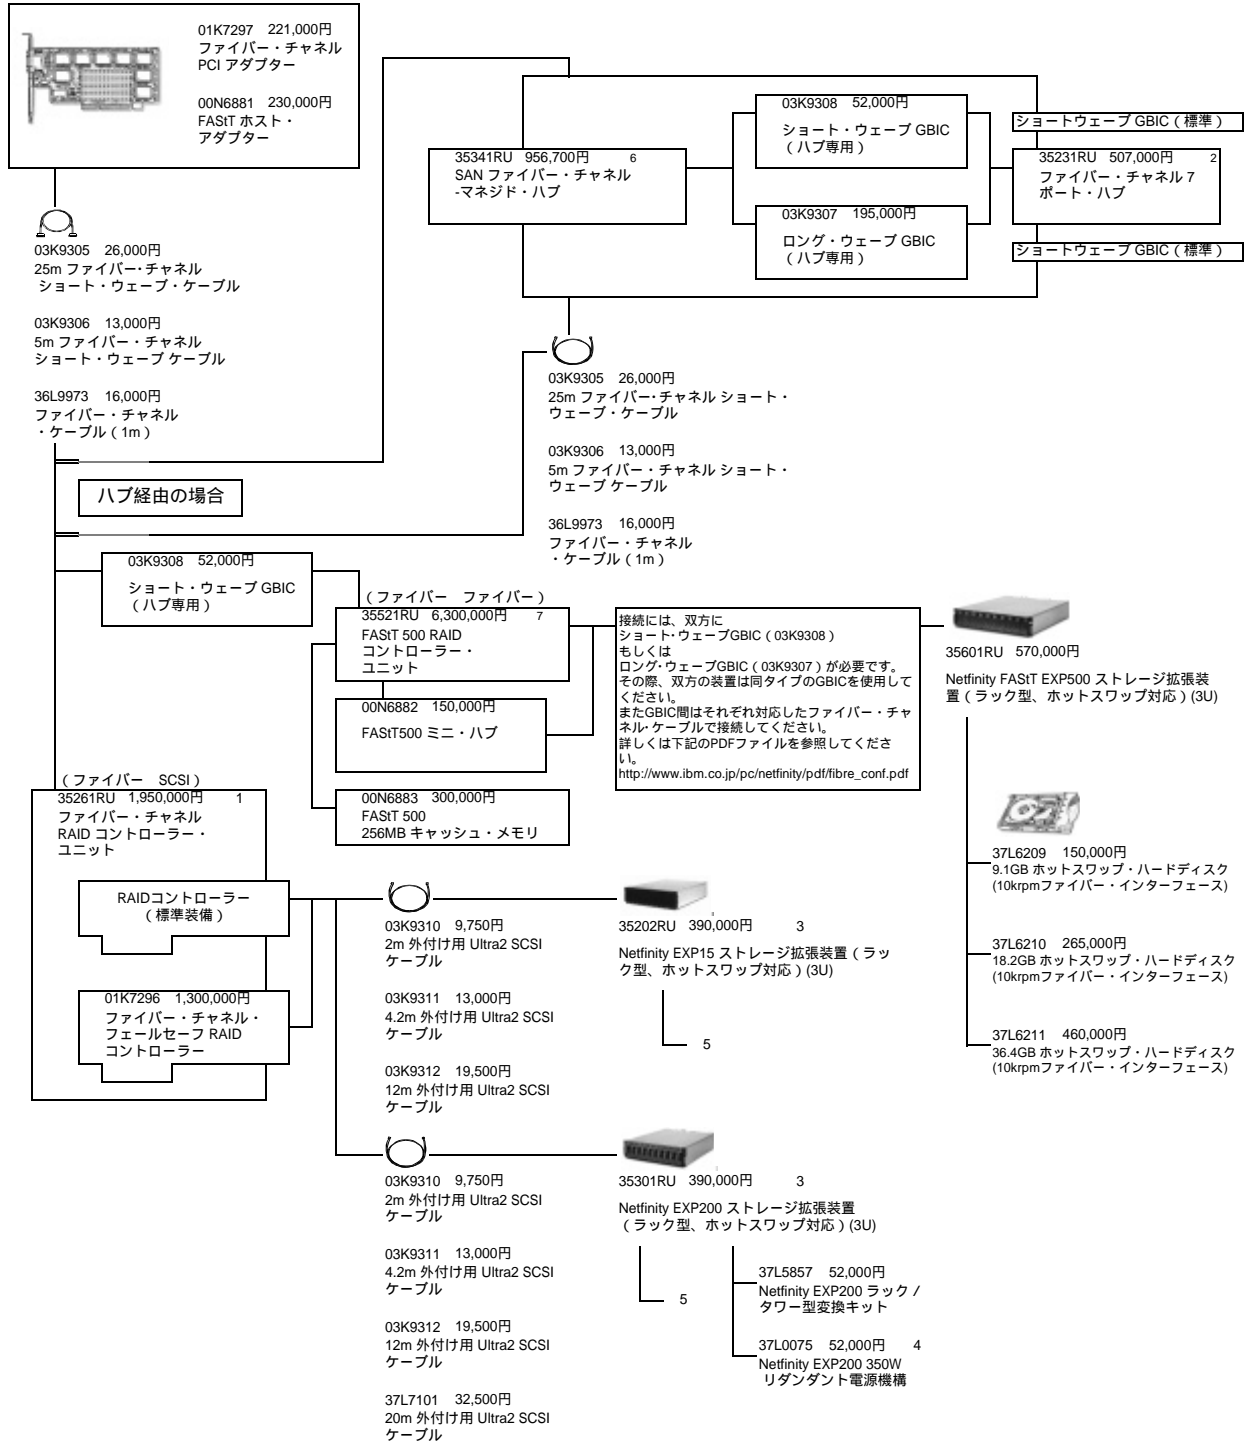 01K7297 221,000円
ファイバー・チャネル
PCI アダプター
00N6881 230,000円
FAStT ホスト・
アダプター
03K9305 26,000円
25m ファイバー・チャネル
ショート・ウェーブ・ケーブル
03K9306 13,000円
5m ファイバー・チャネル
ショート・ウェーブ ケーブル
36L9973 16,000円
ファイバー・チャネル
・ケーブル（1m）
ハブ経由の場合
35341RU 956,700円 6
SAN ファイバー・チャネル
-マネジド・ハブ
03K9308 52,000円
ショート・ウェーブ GBIC
（ハブ専用）
03K9307 195,000円
ロング・ウェーブ GBIC
（ハブ専用）
ショートウェーブ GBIC（標準）
35231RU 507,000円 2
ファイバー・チャネル 7
ポート・ハブ
ショートウェーブ GBIC（標準）
03K9305 26,000円
25m ファイバー・チャネル ショート・
ウェーブ・ケーブル
03K9306 13,000円
5m ファイバー・チャネル ショート・
ウェーブ ケーブル
36L9973 16,000円
ファイバー・チャネル
・ケーブル（1m）
03K9308 52,000円
ショート・ウェーブ GBIC
（ハブ専用）
（ファイバー ファイバー）
35521RU 6,300,000円 7
FAStT 500 RAID
コントローラー・
ユニット
00N6882 150,000円
FAStT500 ミニ・ハブ
00N6883 300,000円
FAStT 500
256MB キャッシュ・メモリ
接続には、双方に
ショート・ウェーブGBIC（03K9308）
もしくは
ロング・ウェーブGBIC（03K9307）が必要です。
その際、双方の装置は同タイプのGBICを使用して
ください。
またGBIC間はそれぞれ対応したファイバー・チャ
ネル・ケーブルで接続してください。
詳しくは下記のPDFファイルを参照してくださ
い。
http://www.ibm.co.jp/pc/netfinity/pdf/fibre_conf.pdf
35601RU 570,000円
Netfinity FAStT EXP500 ストレージ拡張装
置（ラック型、ホットスワップ対応）(3U)
37L6209 150,000円
9.1GB ホットスワップ・ハードディスク
(10krpmファイバー・インターフェース)
37L6210 265,000円
18.2GB ホットスワップ・ハードディスク
(10krpmファイバー・インターフェース)
37L6211 460,000円
36.4GB ホットスワップ・ハードディスク
(10krpmファイバー・インターフェース)
（ファイバー SCSI）
35261RU 1,950,000円 1
ファイバー・チャネル
RAID コントローラー・
ユニット
RAIDコントローラー
（標準装備）
01K7296 1,300,000円
ファイバー・チャネル・
フェールセーフ RAID
コントローラー
03K9310 9,750円
2m 外付け用 Ultra2 SCSI
ケーブル
03K9311 13,000円
4.2m 外付け用 Ultra2 SCSI
ケーブル
03K9312 19,500円
12m 外付け用 Ultra2 SCSI
ケーブル
35202RU 390,000円 3
Netfinity EXP15 ストレージ拡張装置（ラッ
ク型、ホットスワップ対応）(3U)
5
03K9310 9,750円
2m 外付け用 Ultra2 SCSI
ケーブル
03K9311 13,000円
4.2m 外付け用 Ultra2 SCSI
ケーブル
03K9312 19,500円
12m 外付け用 Ultra2 SCSI
ケーブル
37L7101 32,500円
20m 外付け用 Ultra2 SCSI
ケーブル
35301RU 390,000円 3
Netfinity EXP200 ストレージ拡張装置
（ラック型、ホットスワップ対応）(3U)
5
37L5857 52,000円
Netfinity EXP200 ラック /
タワー型変換キット
37L0075 52,000円 4
Netfinity EXP200 350W
リダンダント電源機構